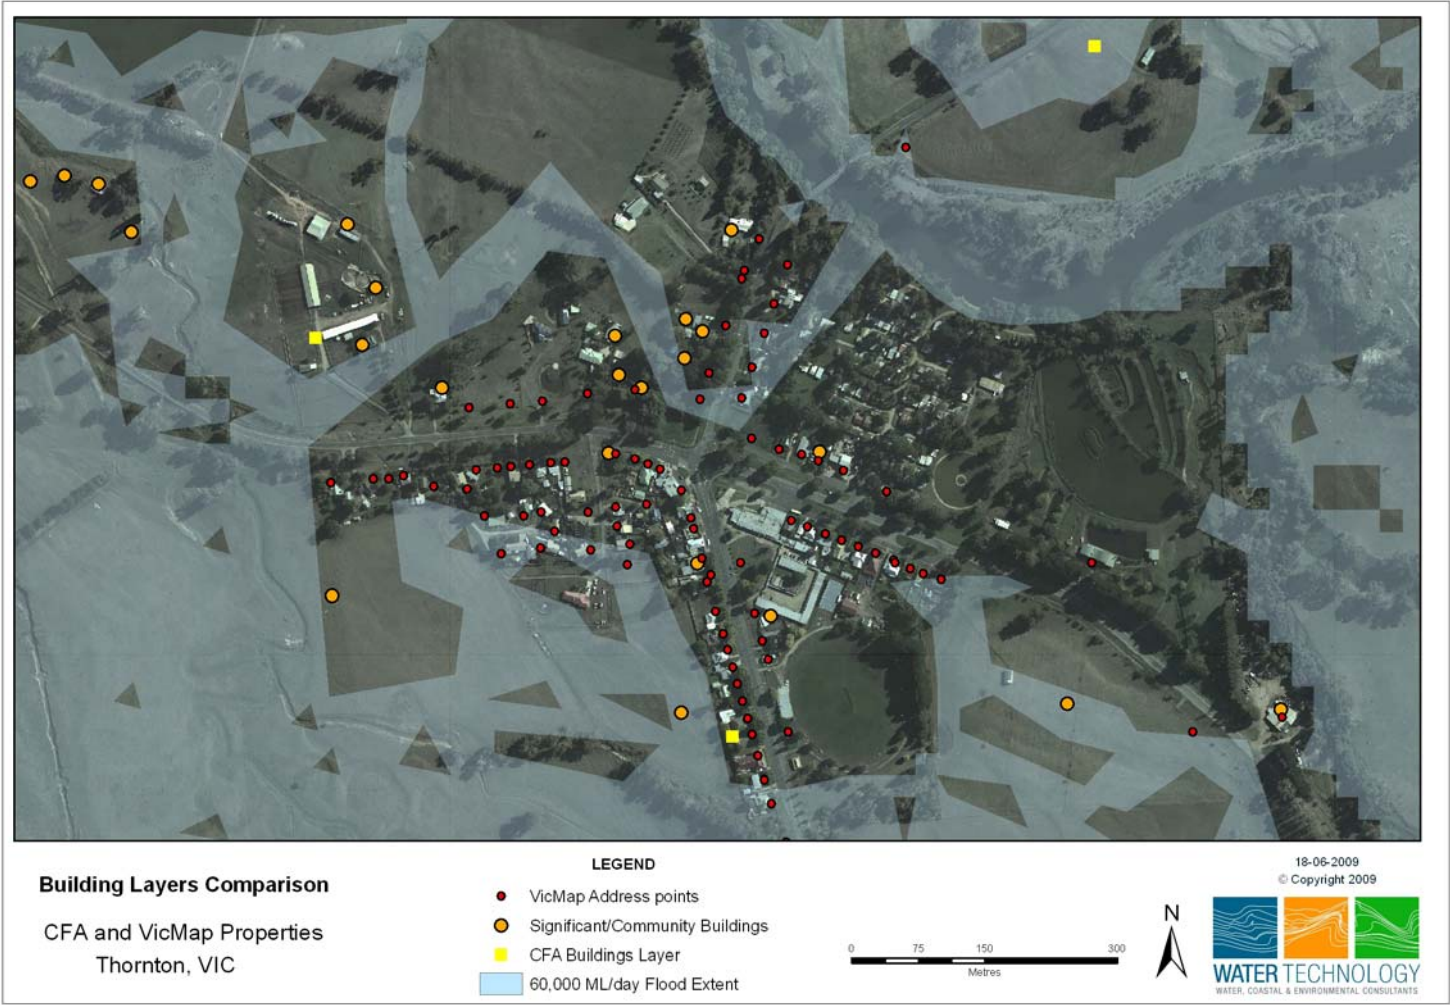 Building Layers Comparison
CFA and VicMap Properties
Thornton, VIC
LEGEND
VicMap Address points
Significant/Community Buildings
CFA Buildings Layer
60,000 ML/day Flood Extent
0 75 150 300
Metres
N
18-06-2009
© Copyright 2009
WATER TECHNOLOGY
WATER, COASTAL & ENVIRONMENTAL CONSULTANTS